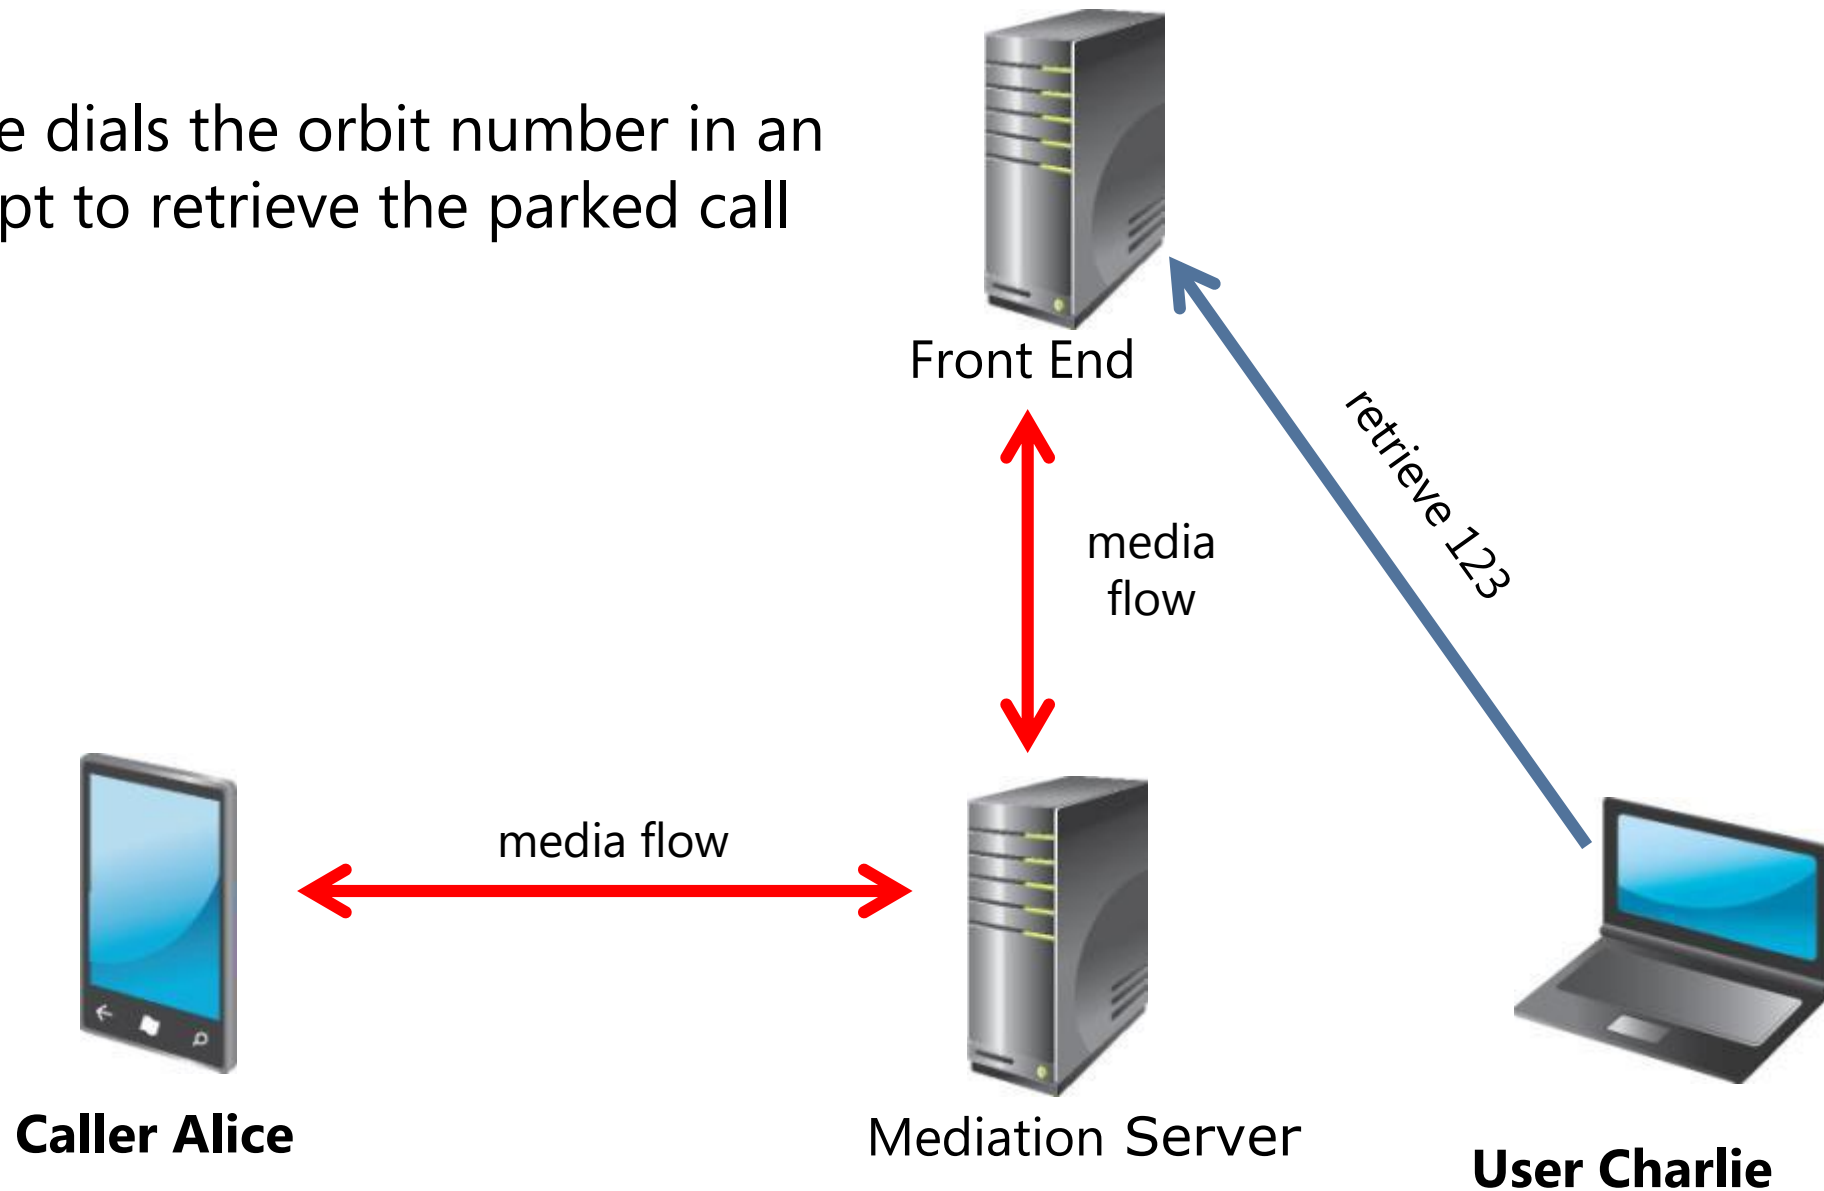 e dials the orbit number in an
pt to retrieve the parked call
Front End
retrieve 123
media
flow
media flow
Caller Alice
Mediation Server
User Charlie